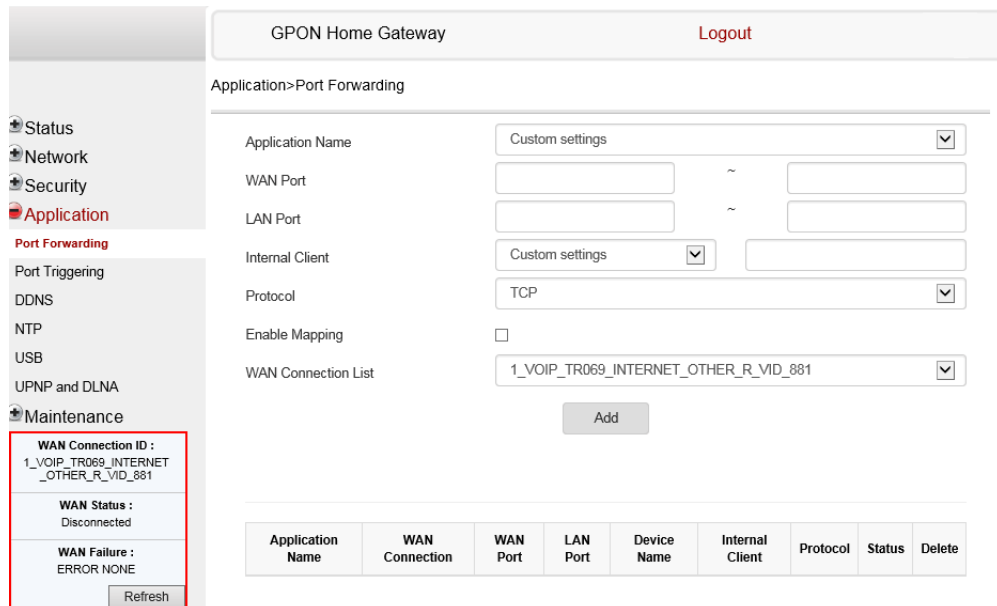 GPON Home Gateway
Logout
Application>Port Forwarding
Status
Network
Security
Application
Port Forwarding
Port Triggering
DDNS
NTP
USB
UPNP and DLNA
Maintenance
WAN Connection ID :
1_VOIP_TR069_INTERNET
_OTHER_R_VID_881
WAN Status :
Disconnected
WAN Failure :
ERROR NONE
Refresh
Application Name
Custom settings
WAN Port
~
LAN Port
~
Internal Client
Custom settings
Protocol
TCP
Enable Mapping
WAN Connection List
1_VOIP_TR069_INTERNET_OTHER_R_VID_881
Add
Application Name
WAN Connection
WAN Port
LAN Port
Device Name
Internal Client
Protocol
Status
Delete